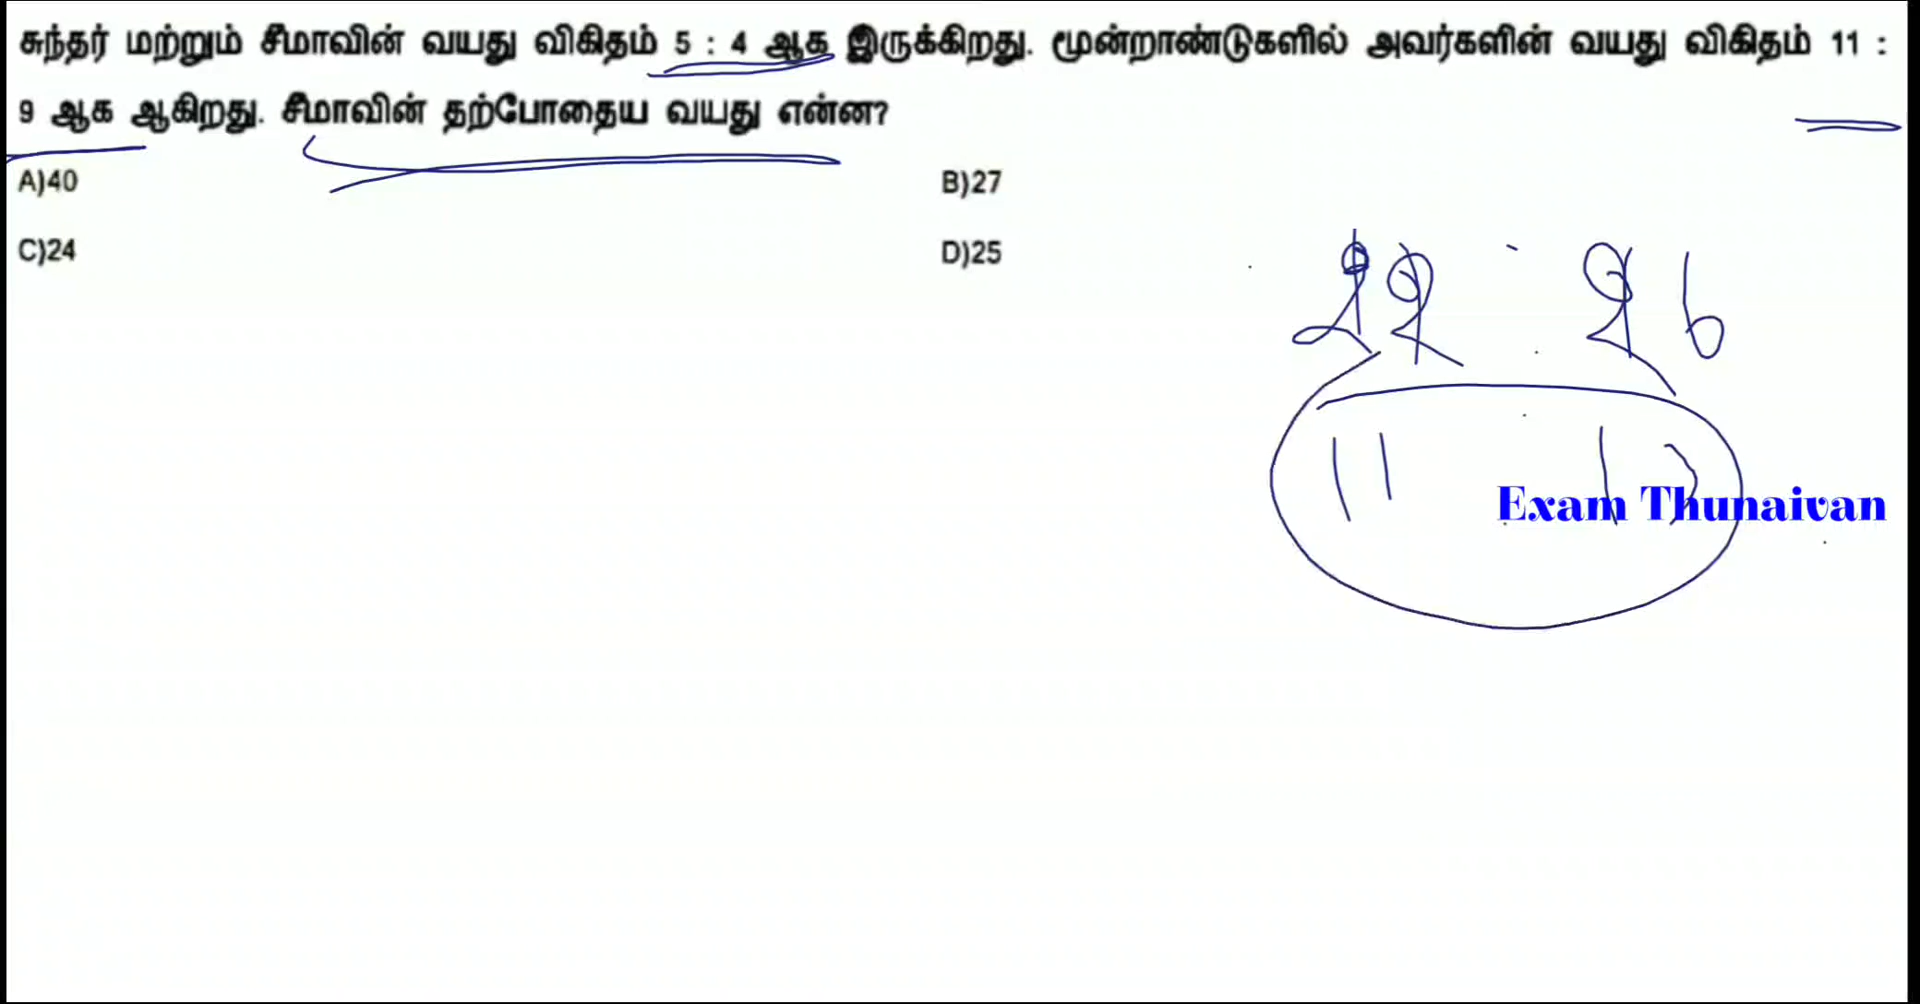 சுந்தர் மற்றும் சீமாவின் வயது விகிதம் 5 : 4 ஆக இருக்கிறது. மூன்றாண்டுகளில் அவர்களின் வயது விகிதம் 11 :
9 ஆக ஆகிறது. சீமாவின் தற்போதைய வயது என்ன?
A)40 B)27
C)24 D)25
22 : 26
11 13
Exam Thunaivan